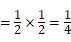 = 1/2 × 1/2 = 1/4